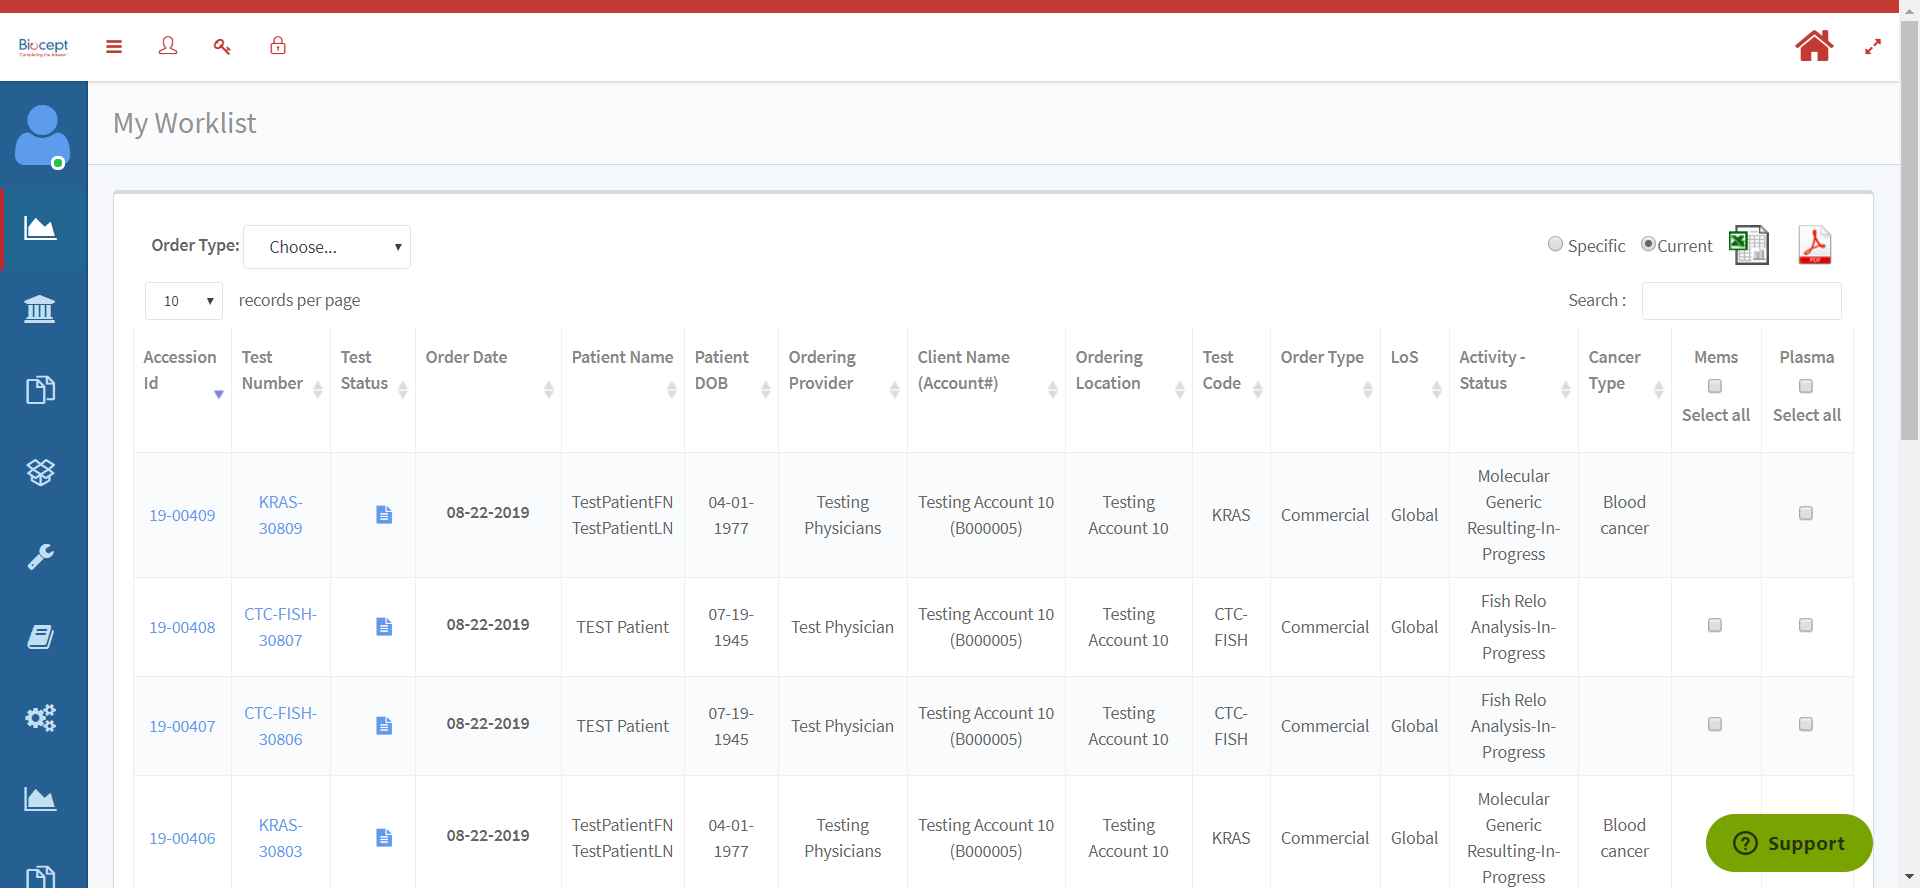 Biocept
My Worklist
Order Type: Choose...
Specific Current
10 records per page
Search :
Accession Id
Test Number
Test Status
Order Date
Patient Name
Patient DOB
Ordering Provider
Client Name (Account#)
Ordering Location
Test Code
Order Type
LoS
Activity - Status
Cancer Type
Mems
Select all
Plasma
Select all
19-00409
KRAS-
30809
08-22-2019
TestPatientFN
TestPatientLN
04-01-
1977
Testing
Physicians
Testing Account 10
(B000005)
Testing
Account 10
KRAS
Commercial
Global
Molecular
Generic
Resulting-In-
Progress
Blood
cancer
19-00408
CTC-FISH-
30807
08-22-2019
TEST Patient
07-19-
1945
Test Physician
Testing Account 10
(B000005)
Testing
Account 10
CTC-
FISH
Commercial
Global
Fish Relo
Analysis-In-
Progress
19-00407
CTC-FISH-
30806
08-22-2019
TEST Patient
07-19-
1945
Test Physician
Testing Account 10
(B000005)
Testing
Account 10
CTC-
FISH
Commercial
Global
Fish Relo
Analysis-In-
Progress
19-00406
KRAS-
30803
08-22-2019
TestPatientFN
TestPatientLN
04-01-
1977
Testing
Physicians
Testing Account 10
(B000005)
Testing
Account 10
KRAS
Commercial
Global
Molecular
Generic
Resulting-In-
Progress
Blood
cancer
Support